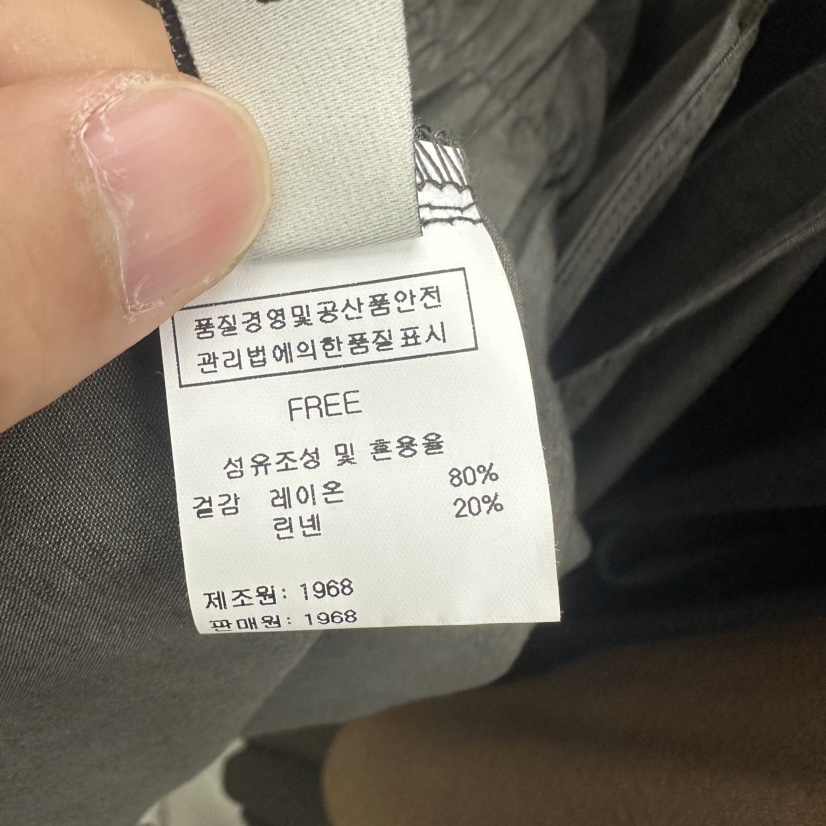 품질경영및공산품안전
관리법에의한품질표시
FREE
섬유조성 및 혼용율
겉감 레이온 80%
린넨 20%
제조원: 1968
판매원: 1968